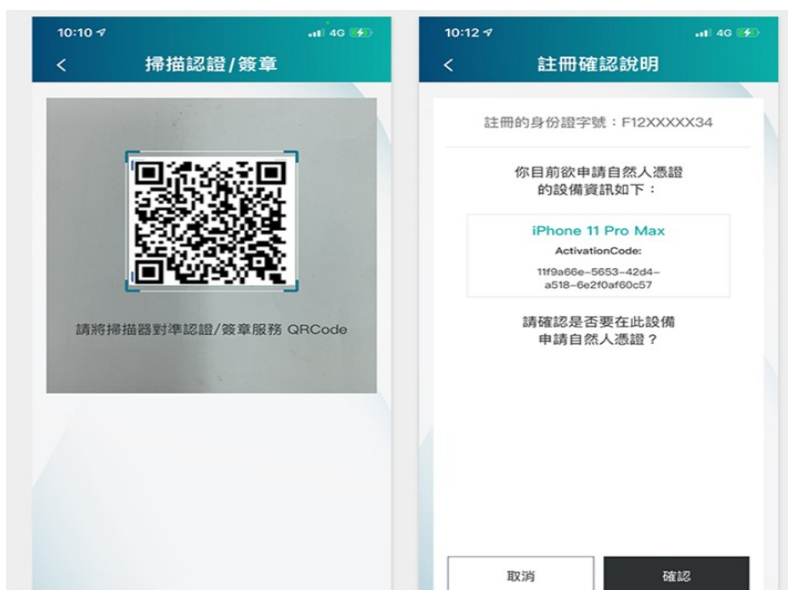 10:10
4G
掃描認證/簽章
請將掃描器對準認證/簽章服務 QRCode
10:12
4G
註冊確認說明
註冊的身份證字號：F12XXXXX34
你目前欲申請自然人憑證
的設備資訊如下：
iPhone 11 Pro Max
ActivationCode:
11f9a66e-5653-42d4-
a518-6e2f0af60c57
請確認是否要在此設備
申請自然人憑證？
取消
確認